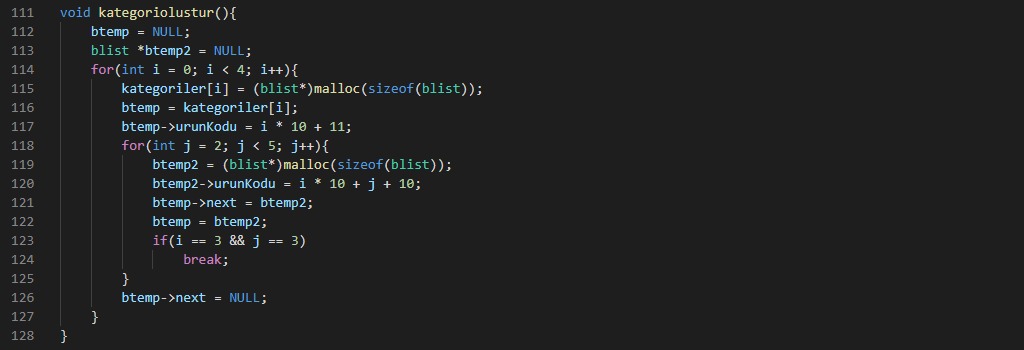 111 void kategoriolustur(){
112 btemp = NULL;
113 blist *btemp2 = NULL;
114 for(int i = 0; i < 4; i++){
115 kategoriler[i] = (blist*)malloc(sizeof(blist));
116 btemp = kategoriler[i];
117 btemp->urunKodu = i * 10 + 11;
118 for(int j = 2; j < 5; j++){
119 btemp2 = (blist*)malloc(sizeof(blist));
120 btemp2->urunKodu = i * 10 + j + 10;
121 btemp->next = btemp2;
122 btemp = btemp2;
123 if(i == 3 && j == 3)
124 break;
125 }
126 btemp->next = NULL;
127 }
128 }